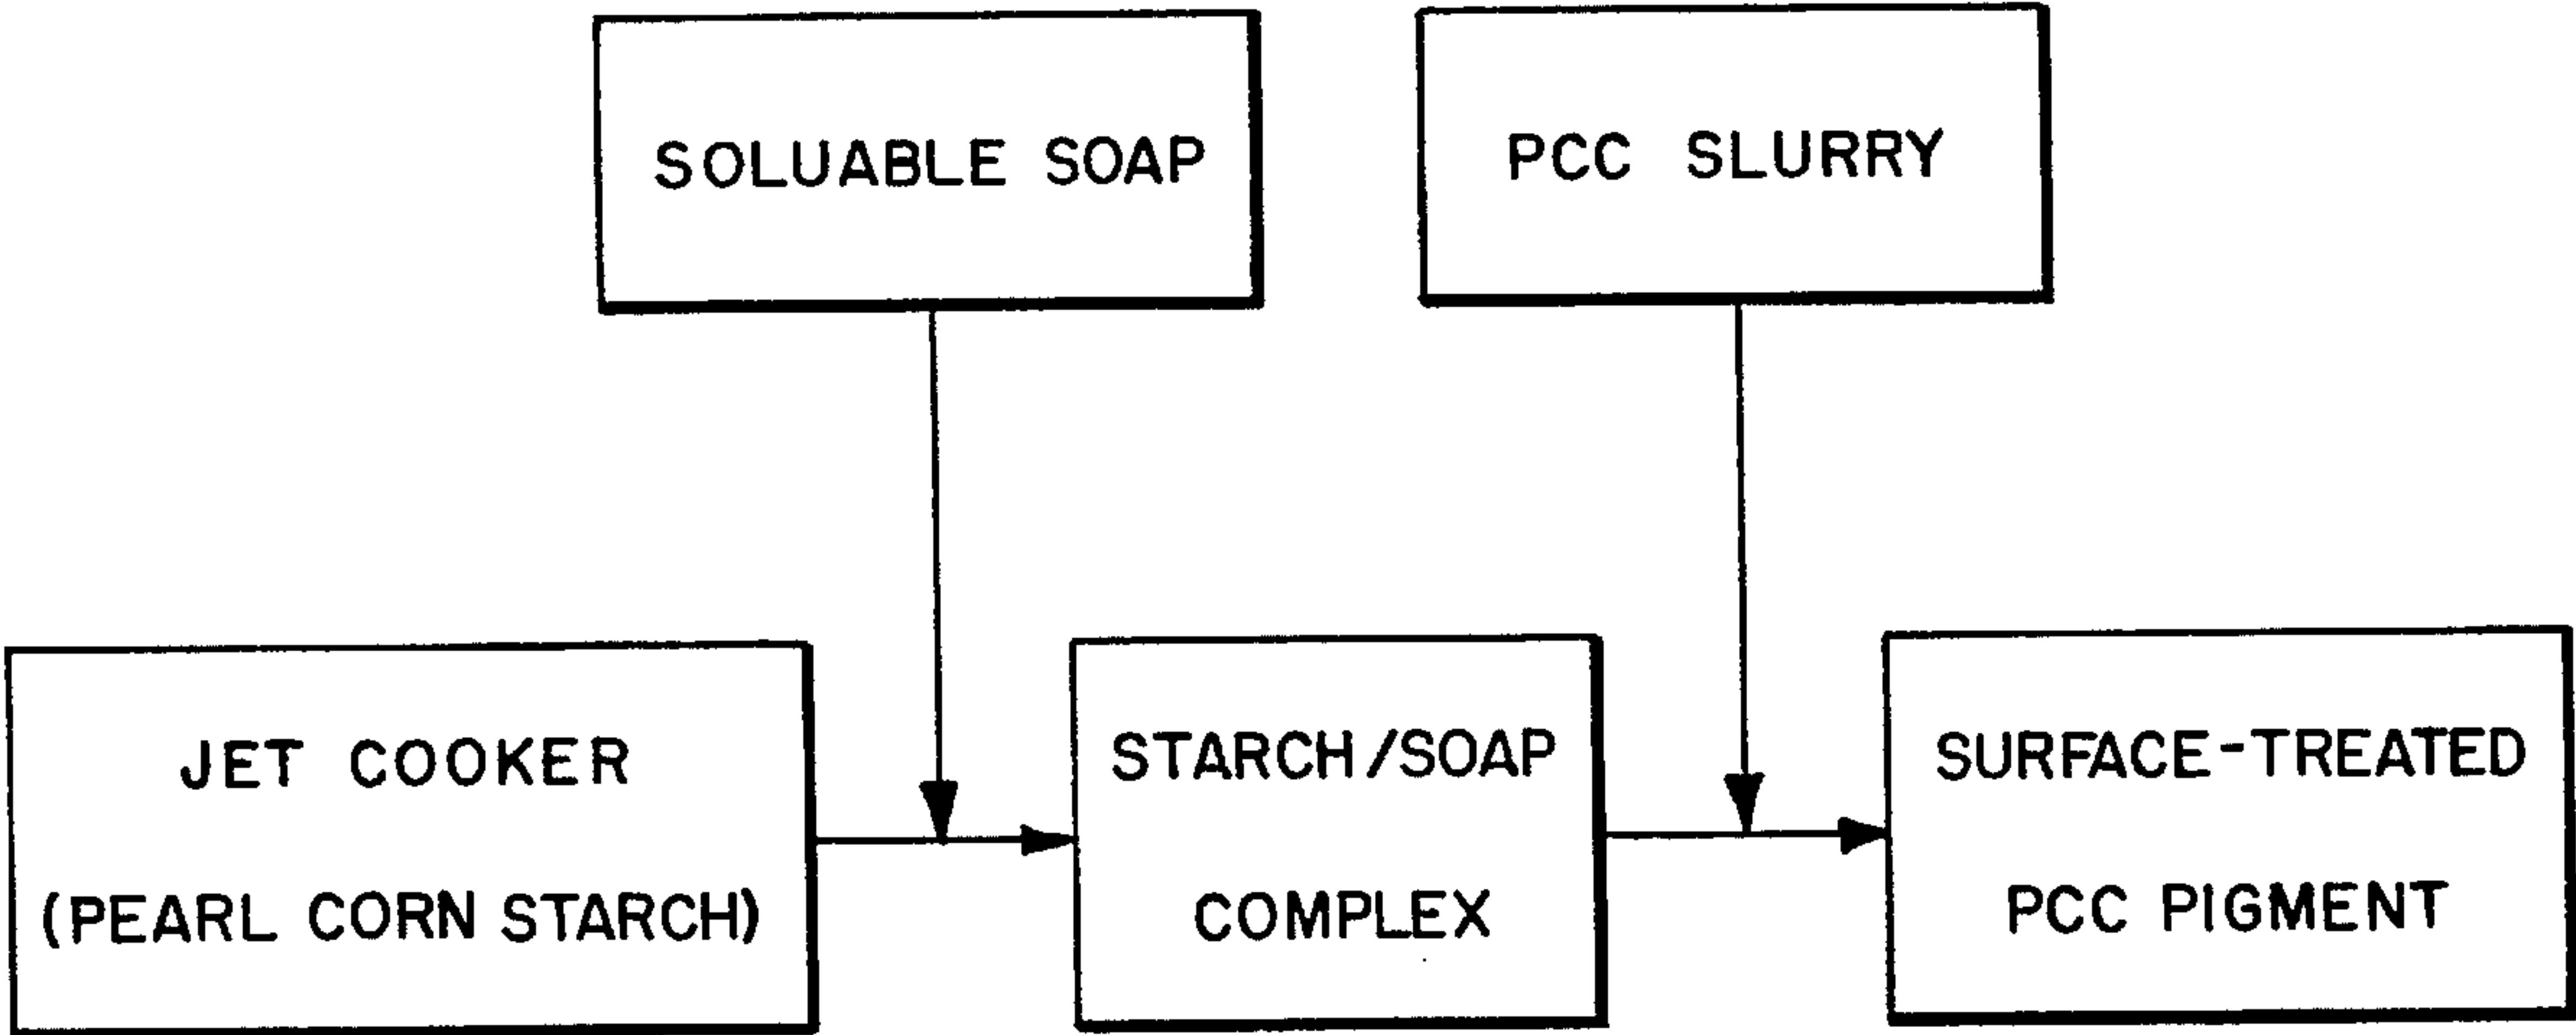 SOLUABLE SOAP
PCC SLURRY
JET COOKER
(PEARL CORN STARCH)
STARCH/SOAP
COMPLEX
SURFACE-TREATED
PCC PIGMENT